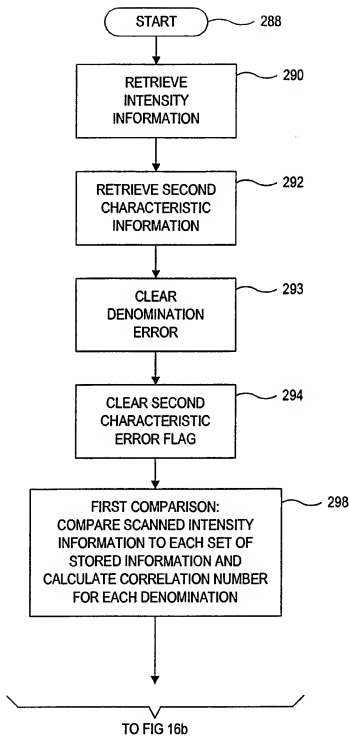 START
288
RETRIEVE
INTENSITY
INFORMATION
290
RETRIEVE SECOND
CHARACTERISTIC
INFORMATION
292
CLEAR
DENOMINATION
ERROR
293
CLEAR SECOND
CHARACTERISTIC
ERROR FLAG
294
FIRST COMPARISON:
COMPARE SCANNED INTENSITY
INFORMATION TO EACH SET OF
STORED INFORMATION AND
CALCULATE CORRELATION NUMBER
FOR EACH DENOMINATION
298
TO FIG 16b